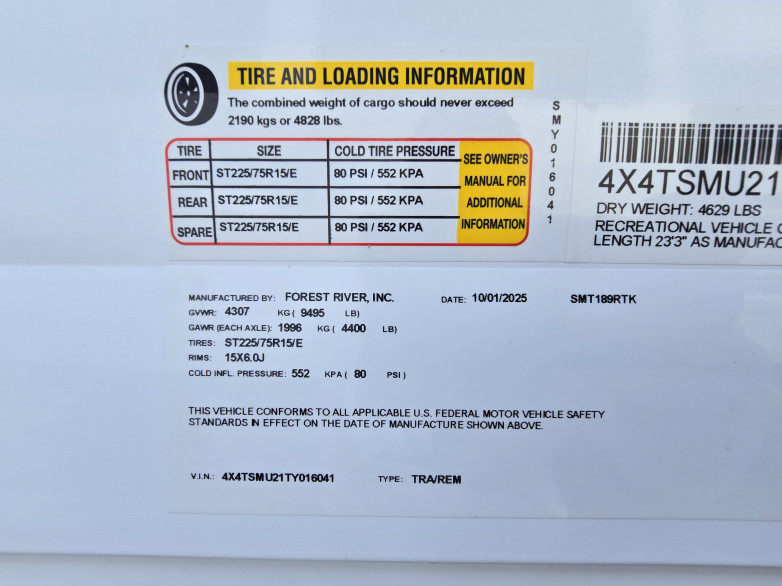 TIRE AND LOADING INFORMATION
The combined weight of cargo should never exceed
2190 kgs or 4828 lbs.
TIRE SIZE COLD TIRE PRESSURE
FRONT ST225/75R15/E 80 PSI / 552 KPA
REAR ST225/75R15/E 80 PSI / 552 KPA
SPARE ST225/75R15/E 80 PSI / 552 KPA
SEE OWNER'S
MANUAL FOR
ADDITIONAL
INFORMATION
SMY016041
4X4TSMU21
DRY WEIGHT: 4629 LBS
RECREATIONAL VEHICLE
LENGTH 23'3" AS MANUFAC
MANUFACTURED BY: FOREST RIVER, INC. DATE: 10/01/2025 SMT189RTK
GVWR: 4307 KG ( 9495 LB)
GAWR (EACH AXLE): 1996 KG ( 4400 LB)
TIRES: ST225/75R15/E
RIMS: 15X6.0J
COLD INFL. PRESSURE: 552 KPA ( 80 PSI )
THIS VEHICLE CONFORMS TO ALL APPLICABLE U.S. FEDERAL MOTOR VEHICLE SAFETY
STANDARDS IN EFFECT ON THE DATE OF MANUFACTURE SHOWN ABOVE.
V.I.N.: 4X4TSMU21TY016041 TYPE: TRA/REM